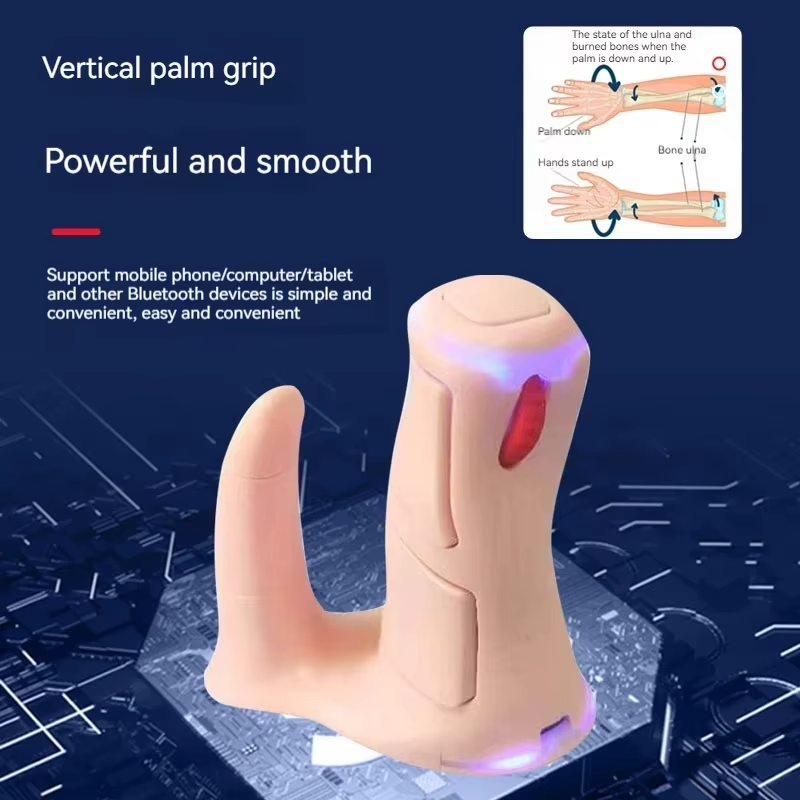 Vertical palm grip
Powerful and smooth
Support mobile phone/computer/tablet
and other Bluetooth devices is simple and
convenient, easy and convenient
The state of the ulna and
burned bones when the
palm is down and up.
Palm down
Bone ulna
Hands stand up